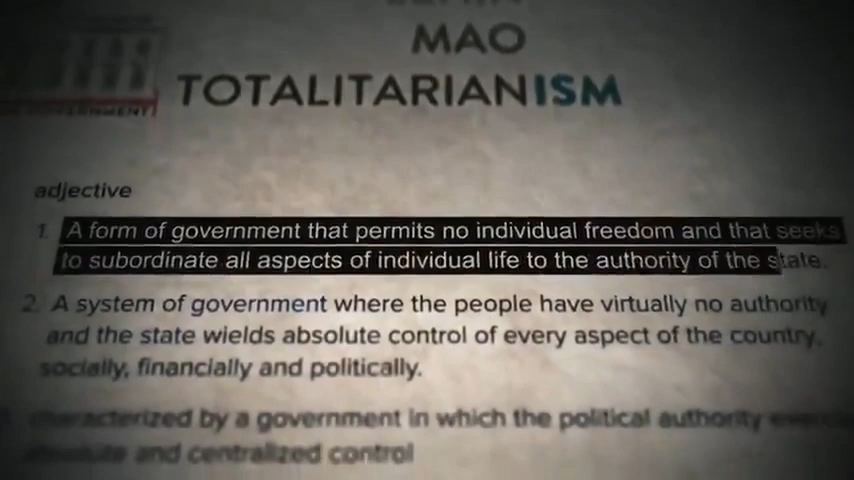 MAO
TOTALITARIANISM
GOVERNMENT
adjective
1. A form of government that permits no individual freedom and that seeks
to subordinate all aspects of individual life to the authority of the state.
2. A system of government where the people have virtually no authority
and the state wields absolute control of every aspect of the country,
socially, financially and politically.
characterized by a government in which the political authority
absolute and centralized control